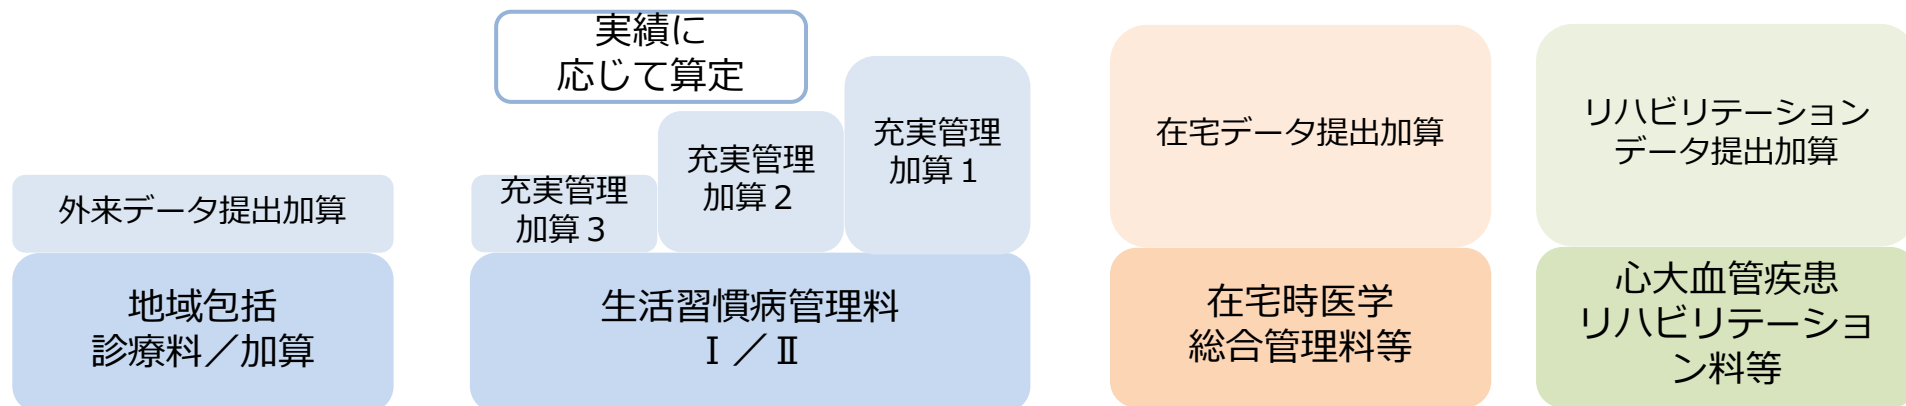 外来データ提出加算
地域包括
診療料／加算
実績に
応じて算定
充実管理
加算３
充実管理
加算２
充実管理
加算１
生活習慣病管理料
Ⅰ／Ⅱ
在宅データ提出加算
在宅時医学
総合管理料等
リハビリテーション
データ提出加算
心大血管疾患
リハビリテーショ
ン料等